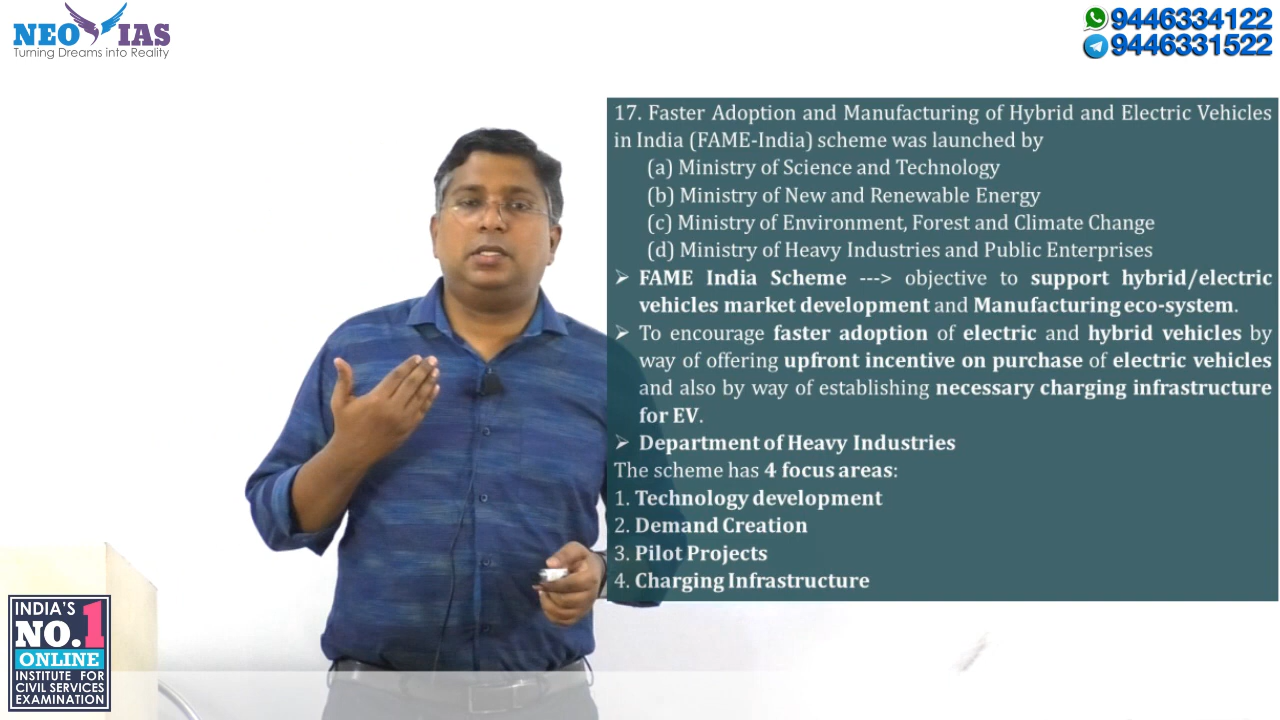 NEO IAS
Turning Dreams into Reality
9446334122
9446331522
17. Faster Adoption and Manufacturing of Hybrid and Electric Vehicles
in India (FAME-India) scheme was launched by
(a) Ministry of Science and Technology
(b) Ministry of New and Renewable Energy
(c) Ministry of Environment, Forest and Climate Change
(d) Ministry of Heavy Industries and Public Enterprises
➢ FAME India Scheme ---> objective to support hybrid/electric
vehicles market development and Manufacturing eco-system.
➢ To encourage faster adoption of electric and hybrid vehicles by
way of offering upfront incentive on purchase of electric vehicles
and also by way of establishing necessary charging infrastructure
for EV.
➢ Department of Heavy Industries
The scheme has 4 focus areas:
1. Technology development
2. Demand Creation
3. Pilot Projects
4. Charging Infrastructure
INDIA'S
NO.1
ONLINE
INSTITUTE FOR
CIVIL SERVICES
EXAMINATION